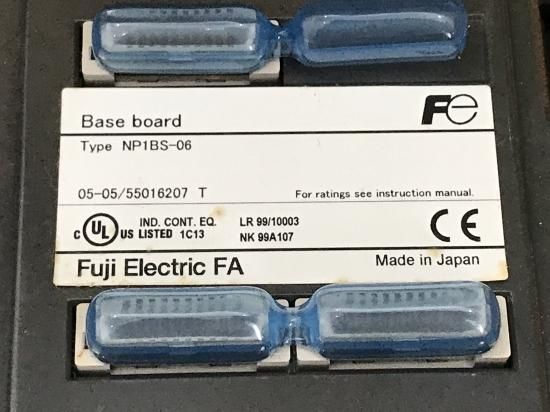 Base board
Fe
Type NP1BS-06
05-05/55016207 T
For ratings see instruction manual.
c UL US IND. CONT. EQ.
LISTED 1C13
LR 99/10003
NK 99A107
CE
Fuji Electric FA
Made in Japan